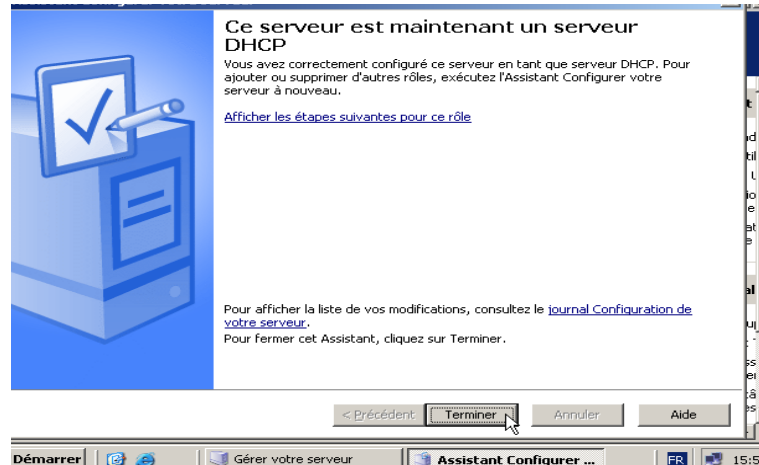 Ce serveur est maintenant un serveur
DHCP
Vous avez correctement configuré ce serveur en tant que serveur DHCP. Pour
ajouter ou supprimer d'autres rôles, exécutez l'Assistant Configurer votre
serveur à nouveau.
Afficher les étapes suivantes pour ce rôle
Pour afficher la liste de vos modifications, consultez le journal Configuration de
votre serveur.
Pour fermer cet Assistant, cliquez sur Terminer.
< Précédent Terminer Annuler Aide
Démarrer Gérer votre serveur Assistant Configurer ... FR 15:5